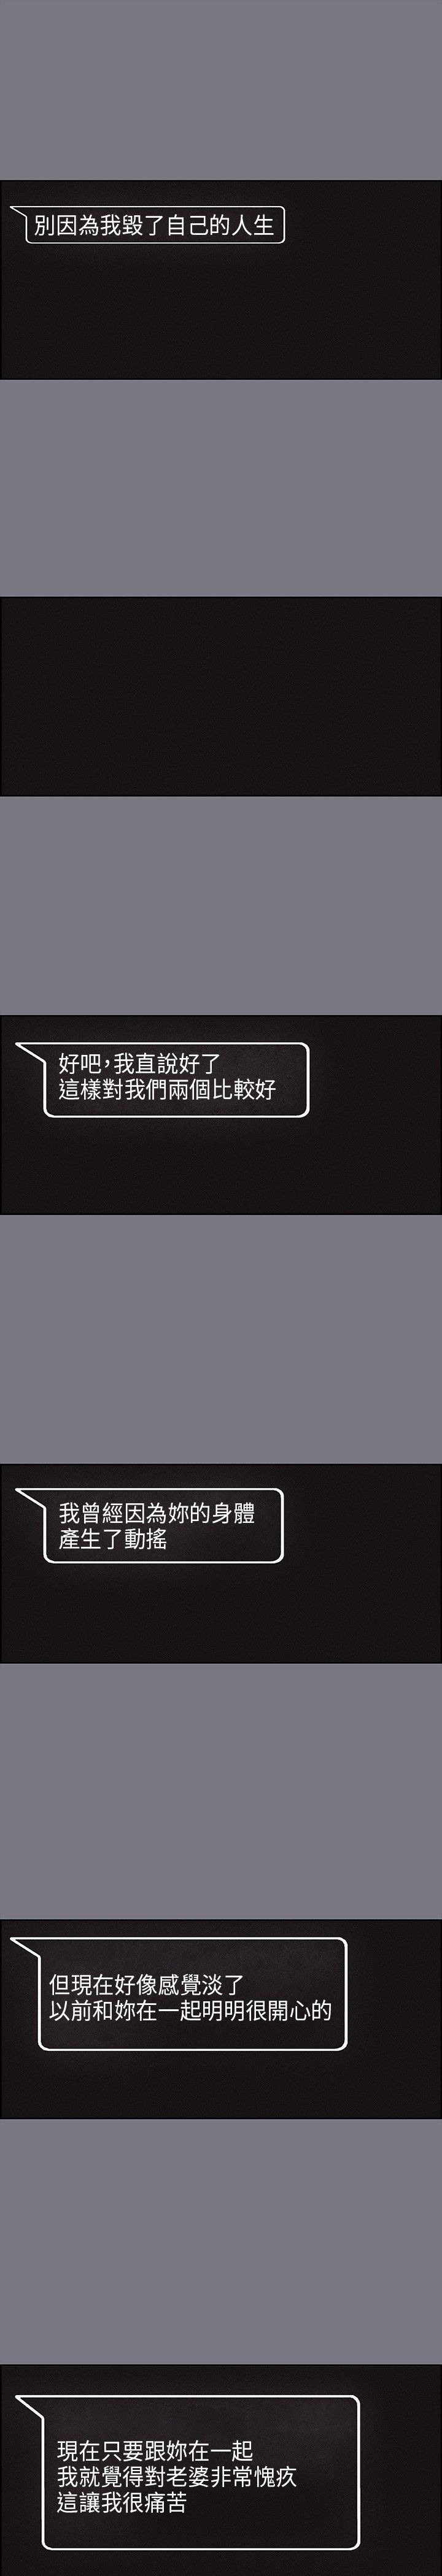 別因為我毀了自己的人生
好吧,我直說好了
這樣對我們兩個比較好
我曾經因為妳的身體
產生了動搖
但現在好像感覺淡了
以前和妳在一起明明很開心的
現在只要跟妳在一起
我就覺得對老婆非常愧疚
這讓我很痛苦